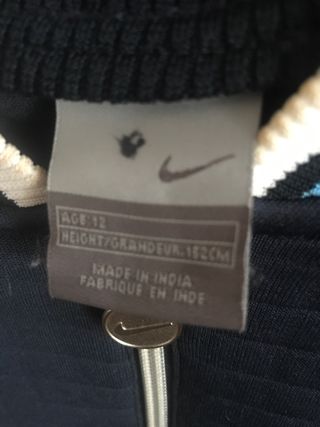 AGE 12
HEIGHT/GRANDEUR. 152CM
MADE IN INDIA
FABRIQUE EN INDE